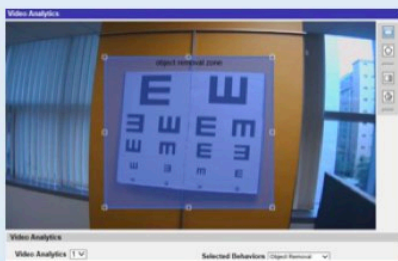 Video Analytics
object removal zone
E E
E E E E
E E E E
E E m E
Video Analytics
Video Analytics 1 Selected Behaviors Object Removal